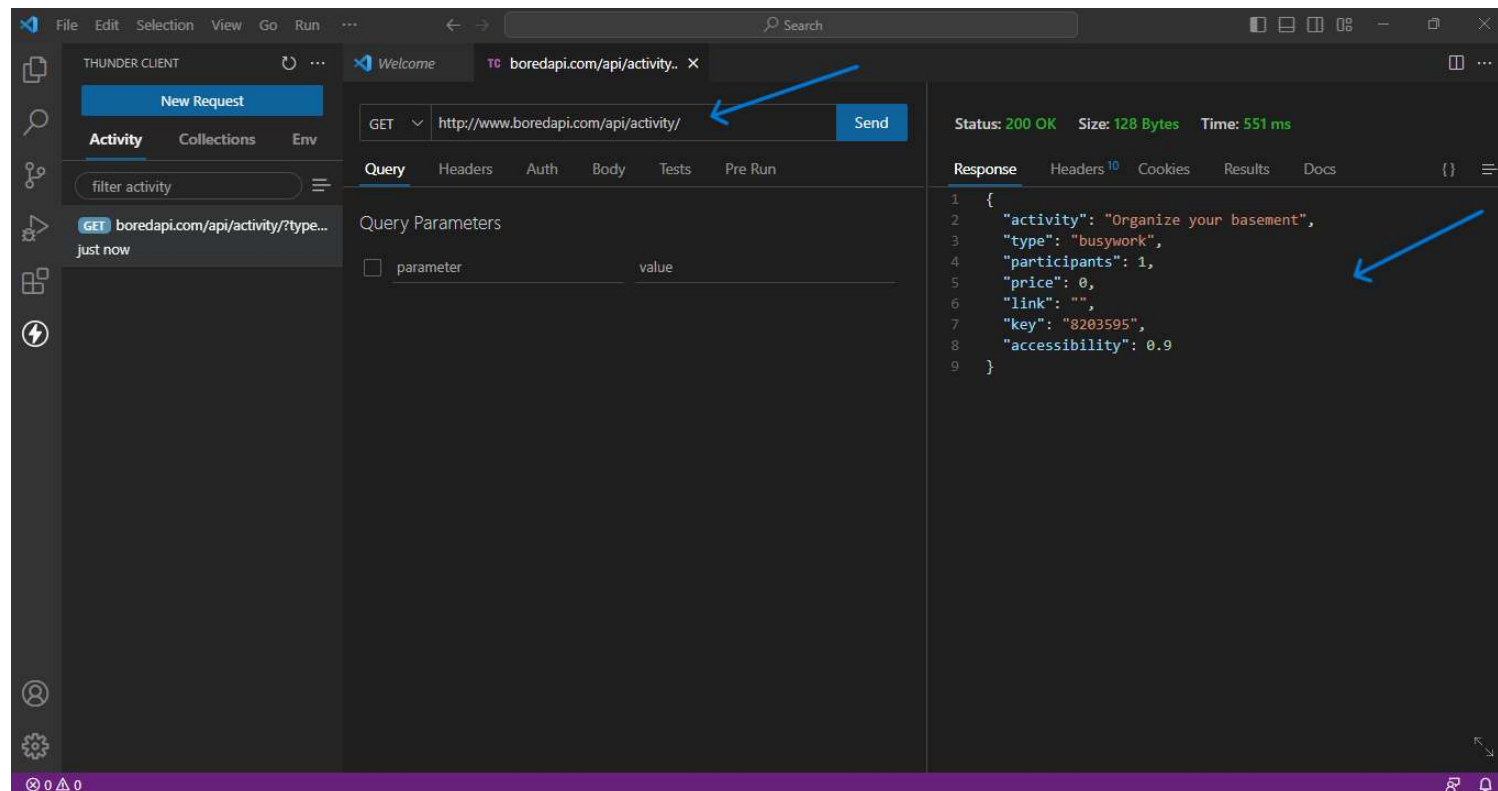 File Edit Selection View Go Run ... Search
THUNDER CLIENT
New Request
Activity Collections Env
filter activity
GET boredapi.com/api/activity/?type...
just now
Welcome TC boredapi.com/api/activity..
GET http://www.boredapi.com/api/activity/ Send
Query Headers Auth Body Tests Pre Run
Query Parameters
parameter value
Status: 200 OK Size: 128 Bytes Time: 551 ms
Response Headers 10 Cookies Results Docs {}
1 {
2 "activity": "Organize your basement",
3 "type": "busywork",
4 "participants": 1,
5 "price": 0,
6 "link": "",
7 "key": "8203595",
8 "accessibility": 0.9
9 }
0 0